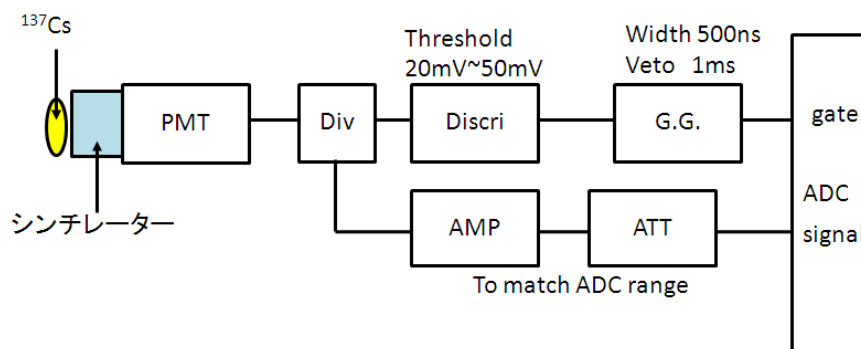 ¹³⁷Cs
Threshold
20mV~50mV
Width 500ns
Veto 1ms
PMT
Div
Discri
G.G.
gate
シンチレーター
AMP
ATT
ADC
signal
To match ADC range